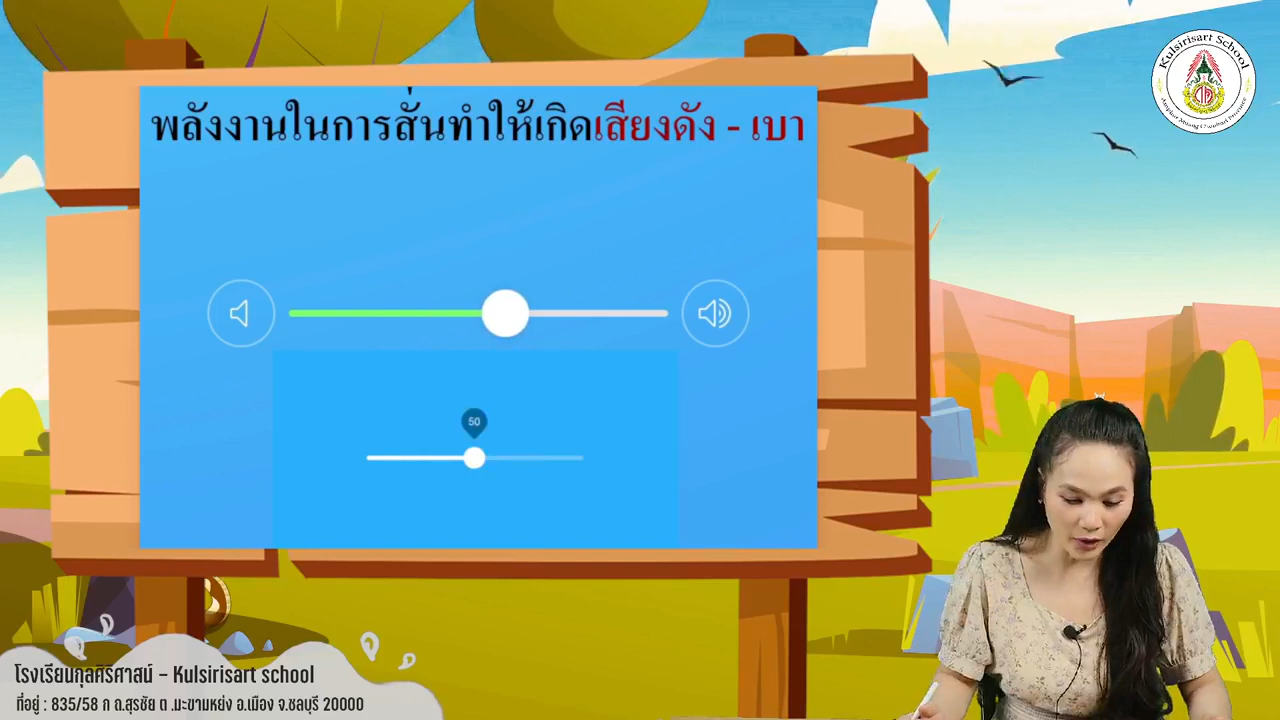 พลังงานในการสั่นทำให้เกิดเสียงดัง - เบา
Kulsirisart School
50
โรงเรียนกุลศิริศาสน์ – Kulsirisart school
ที่อยู่ : 835/58 ก ถ.สุรชัย ต .มะขามหย่ง อ.เมือง จ.ชลบุรี 20000